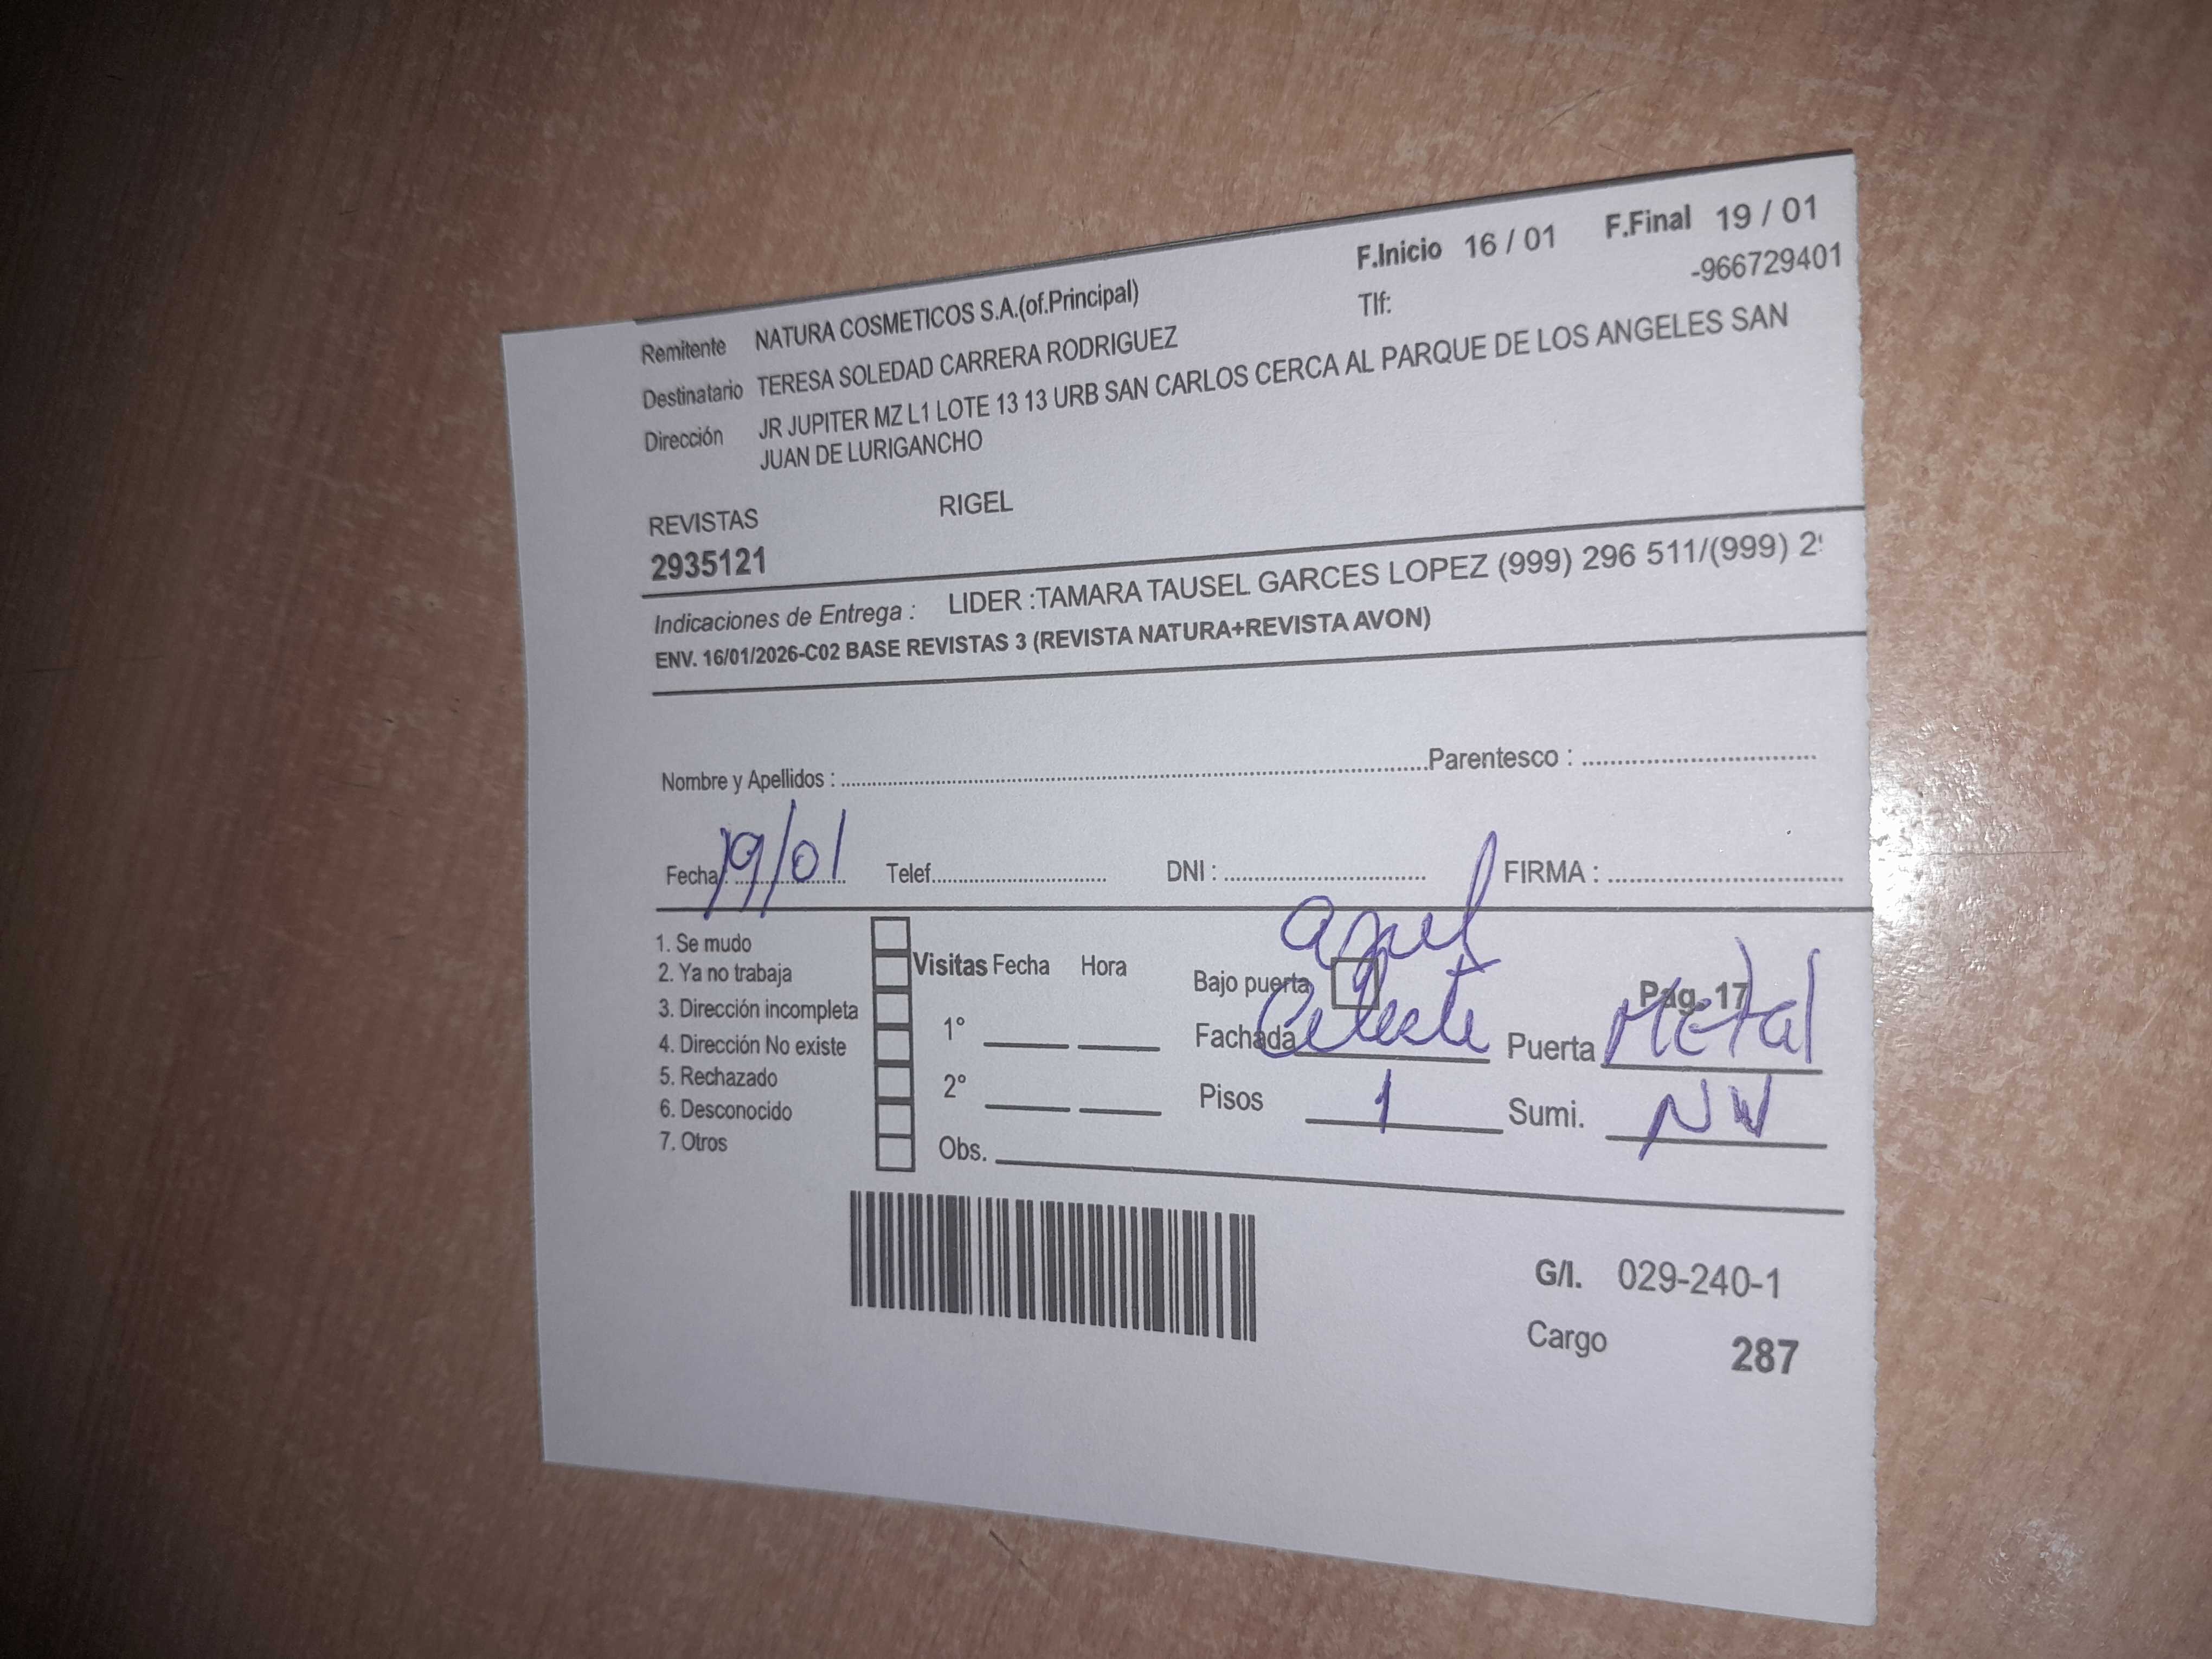 F.Inicio 16 / 01 F.Final 19 / 01
Remitente NATURA COSMETICOS S.A.(of.Principal) Tlf: -966729401
Destinatario TERESA SOLEDAD CARRERA RODRIGUEZ
Dirección JR JUPITER MZ L1 LOTE 13 13 URB SAN CARLOS CERCA AL PARQUE DE LOS ANGELES SAN
JUAN DE LURIGANCHO
REVISTAS RIGEL
2935121
Indicaciones de Entrega : LIDER :TAMARA TAUSEL GARCES LOPEZ (999) 296 511/(999) 2
ENV. 16/01/2026-C02 BASE REVISTAS 3 (REVISTA NATURA+REVISTA AVON)
Nombre y Apellidos : Parentesco :
Fecha : 19/01 Telef. DNI : FIRMA :
1. Se mudo
2. Ya no trabaja
3. Dirección incompleta
4. Dirección No existe
5. Rechazado
6. Desconocido
7. Otros
Visitas Fecha Hora
1°
2°
Obs.
Bajo puerta Pag. 17
Fachada Celeste Puerta Metal
Pisos 1 Sumi.
G/I. 029-240-1
Cargo 287